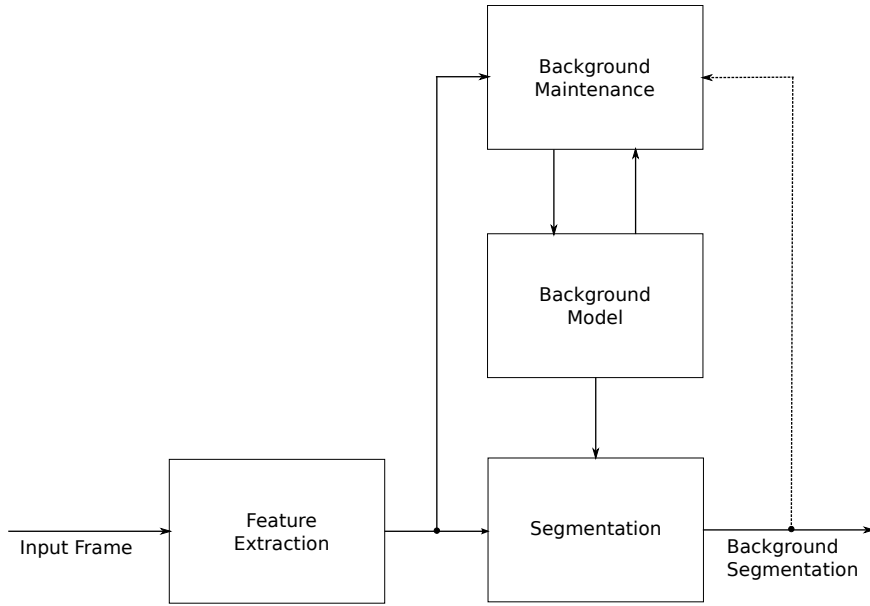 Background
Maintenance
Background
Model
Feature
Extraction
Segmentation
Input Frame
Background
Segmentation